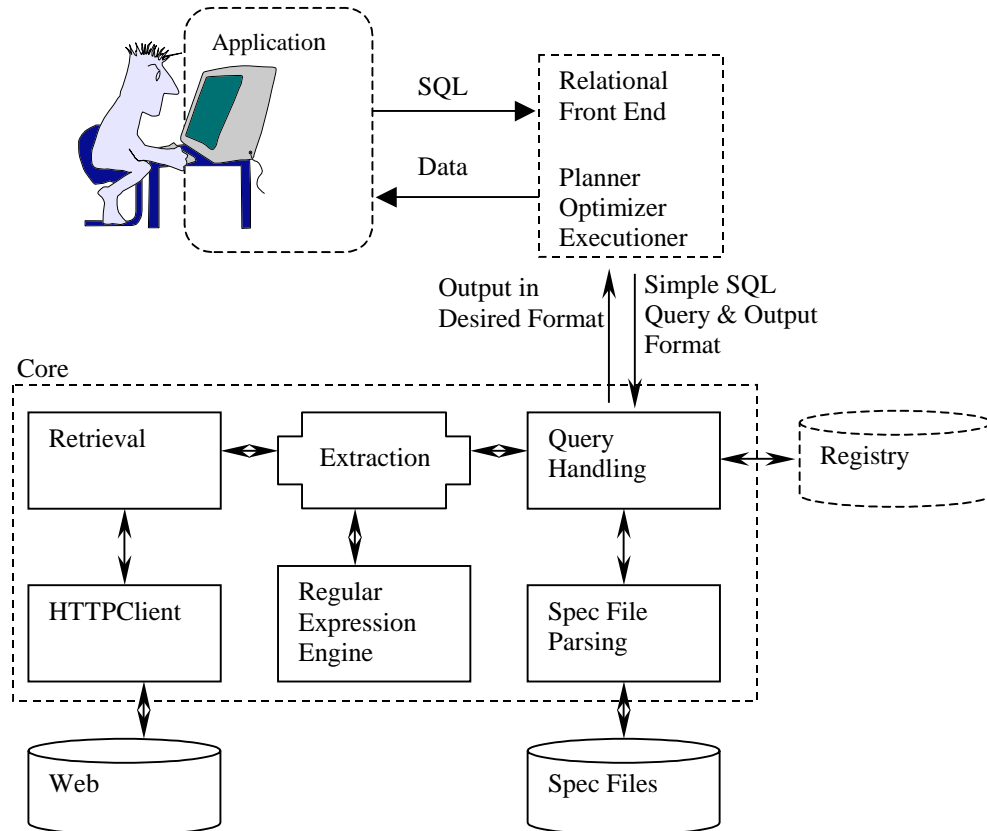 Application
SQL
Relational
Front End
Data
Planner
Optimizer
Executioner
Output in
Desired Format
Simple SQL
Query & Output
Format
Core
Retrieval
Extraction
Query
Handling
Registry
HTTPClient
Regular
Expression
Engine
Spec File
Parsing
Web
Spec Files